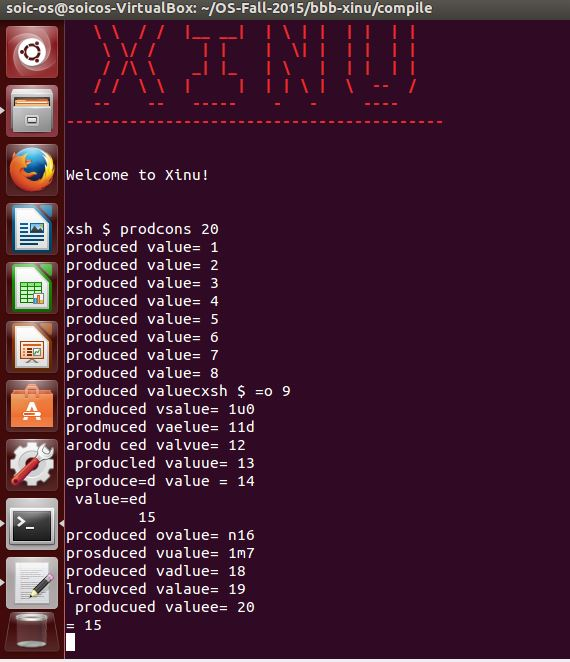 soic-os@soicos-VirtualBox: ~/OS-Fall-2015/bbb-xinu/compile
XINU
Welcome to Xinu!
xsh $ prodcons 20
produced value= 1
produced value= 2
produced value= 3
produced value= 4
produced value= 5
produced value= 6
produced value= 7
produced value= 8
produced valuecxsh $ =o 9
pronduced vsalue= 1u0
prodmuced vaelue= 11d
arodu ced valvue= 12
 producled valuue= 13
eproduce=d value = 14
 value=ed
        15
prcoduced ovalue= n16
prosduced vualue= 1m7
prodeuced vadlue= 18
lroduvced valaue= 19
 producued valuee= 20
= 15